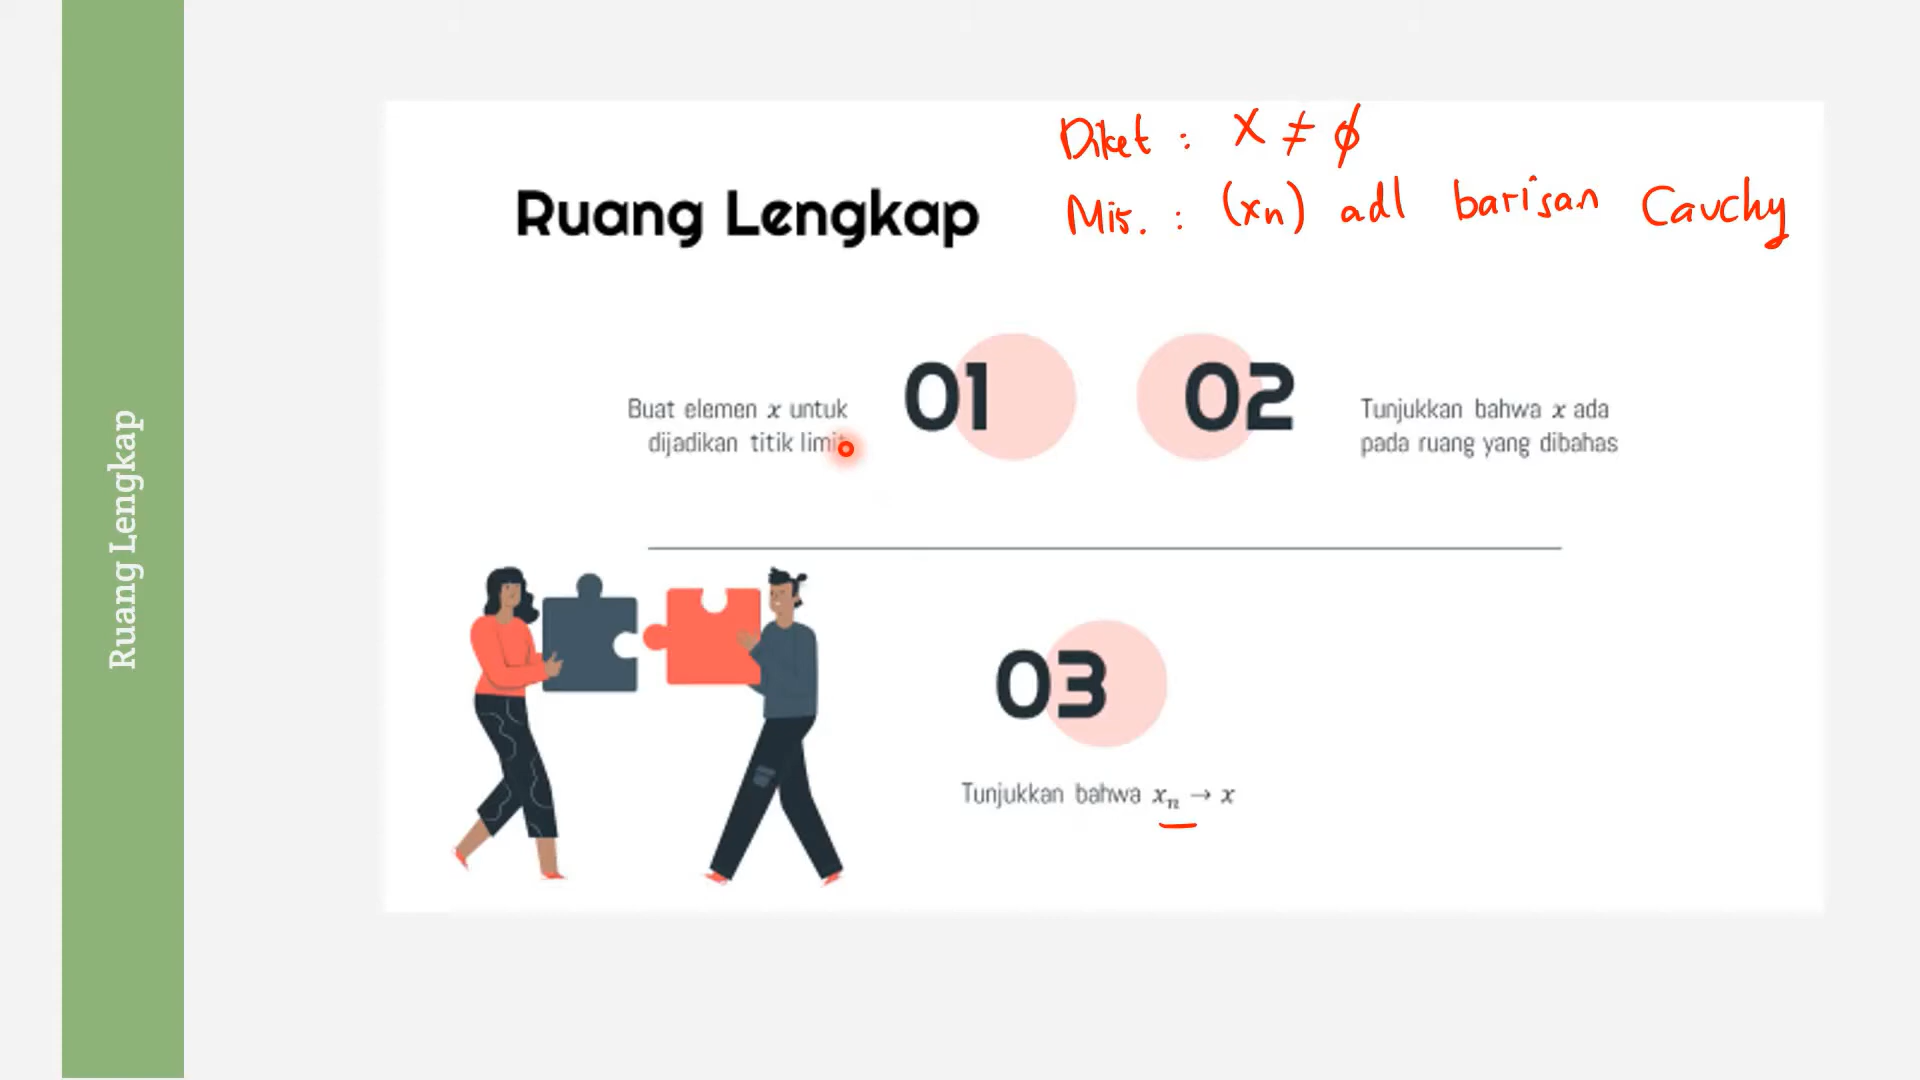 Ruang Lengkap
Diket : X ≠ ϕ
Ruang Lengkap
Mis. : (xn) adl barisan Cauchy
01
Buat elemen x untuk
dijadikan titik limit
02
Tunjukkan bahwa x ada
pada ruang yang dibahas
03
Tunjukkan bahwa xₙ → x